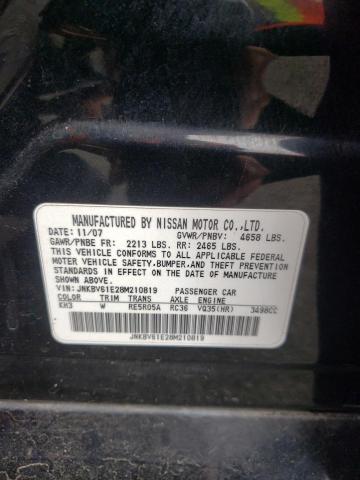 MANUFACTURED BY NISSAN MOTOR CO.,LTD.
DATE: 11/07 GVWR/PNBV: 4658 LBS.
GAWR/PNBE FR: 2213 LBS. RR: 2465 LBS.
THIS VEHICLE CONFORMS TO ALL APPLICABLE FEDERAL
MOTOR VEHICLE SAFETY, BUMPER, AND THEFT PREVENTION
STANDARDS IN EFFECT ON THE DATE OF MANUFACTURE
SHOWN ABOVE.
VIN: JNKBV61E28M210819 PASSENGER CAR
COLOR TRIM TRANS AXLE ENGINE
KH3 W RE5R05A RC36 VQ35(HR) 3498CC
JNKBV61E28M210819